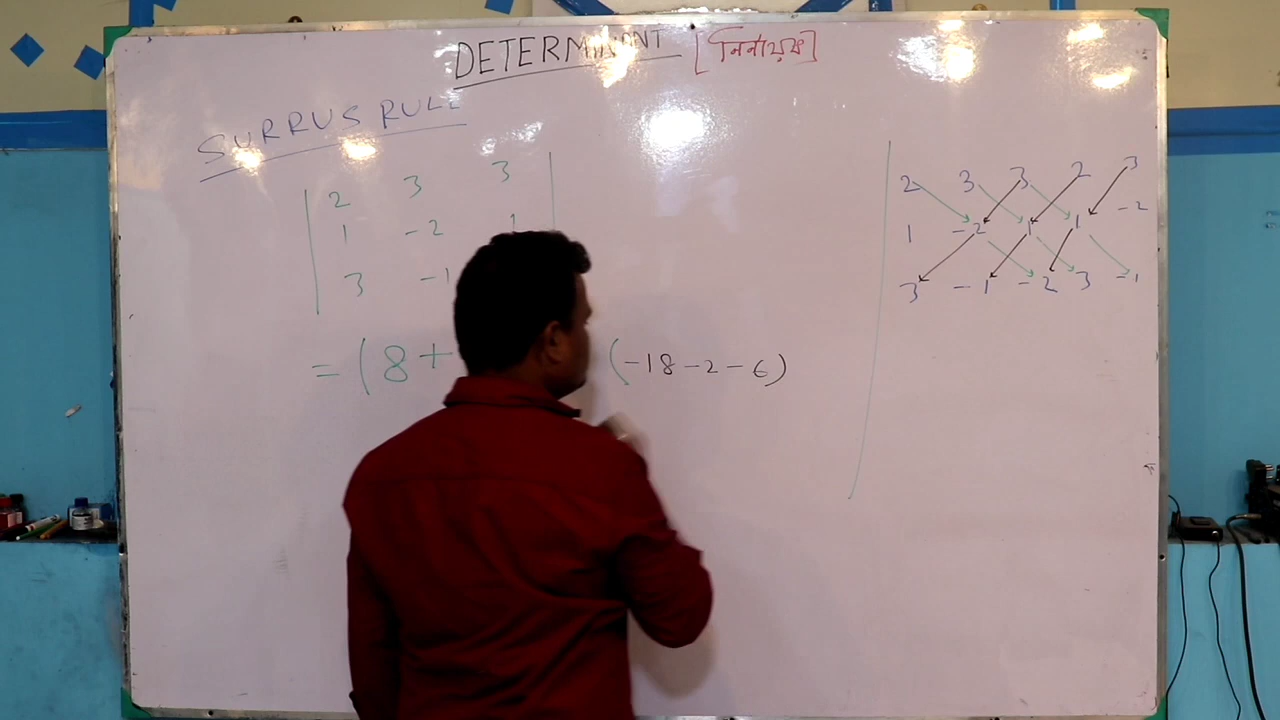 DETERMINANT [নিনায়ক]
SURRUS RULE
2 3 3
1 -2 1
3 -1
= (8 + (-18 - 2 - 6)
2 3 3 2 3
1 -2 1 1 -2
3 -1 -2 3 -1